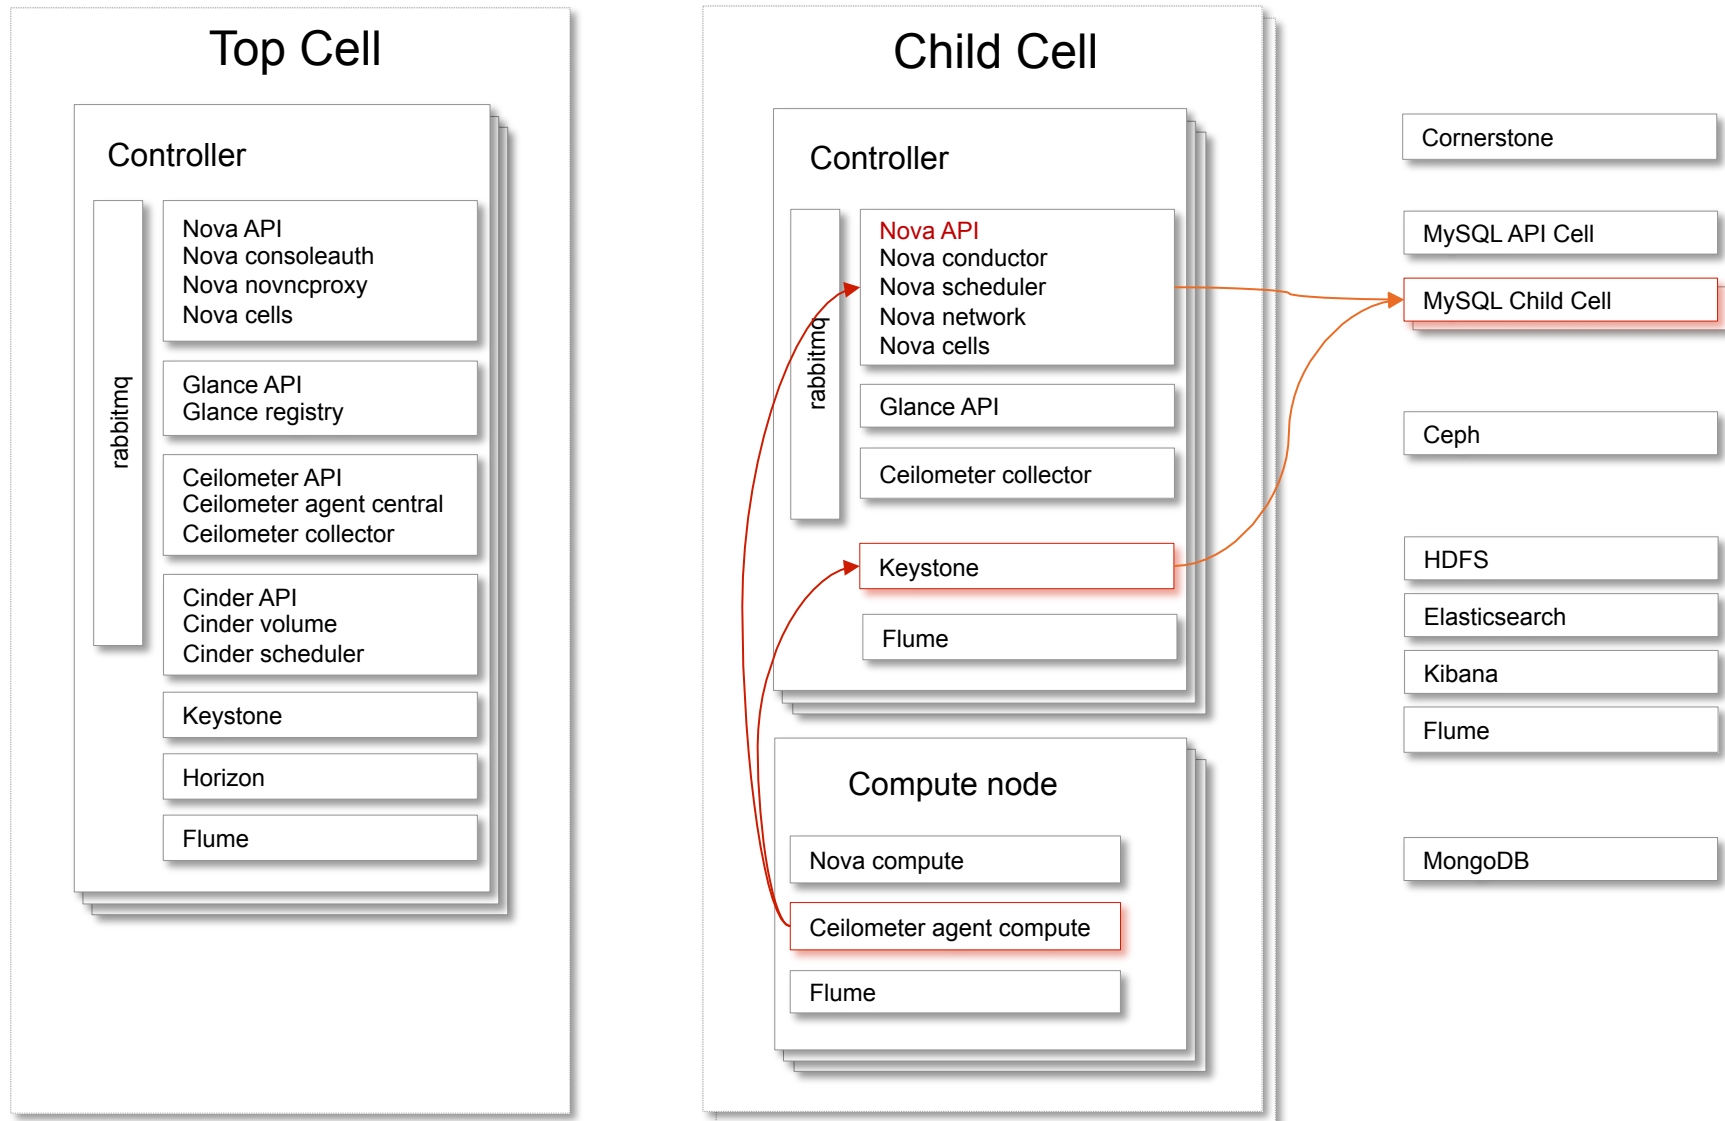 Top Cell
Controller
rabbitmq
Nova API
Nova consoleauth
Nova novncproxy
Nova cells
Glance API
Glance registry
Ceilometer API
Ceilometer agent central
Ceilometer collector
Cinder API
Cinder volume
Cinder scheduler
Keystone
Horizon
Flume
Child Cell
Controller
rabbitmq
Nova API
Nova conductor
Nova scheduler
Nova network
Nova cells
Glance API
Ceilometer collector
Keystone
Flume
Compute node
Nova compute
Ceilometer agent compute
Flume
Cornerstone
MySQL API Cell
MySQL Child Cell
Ceph
HDFS
Elasticsearch
Kibana
Flume
MongoDB